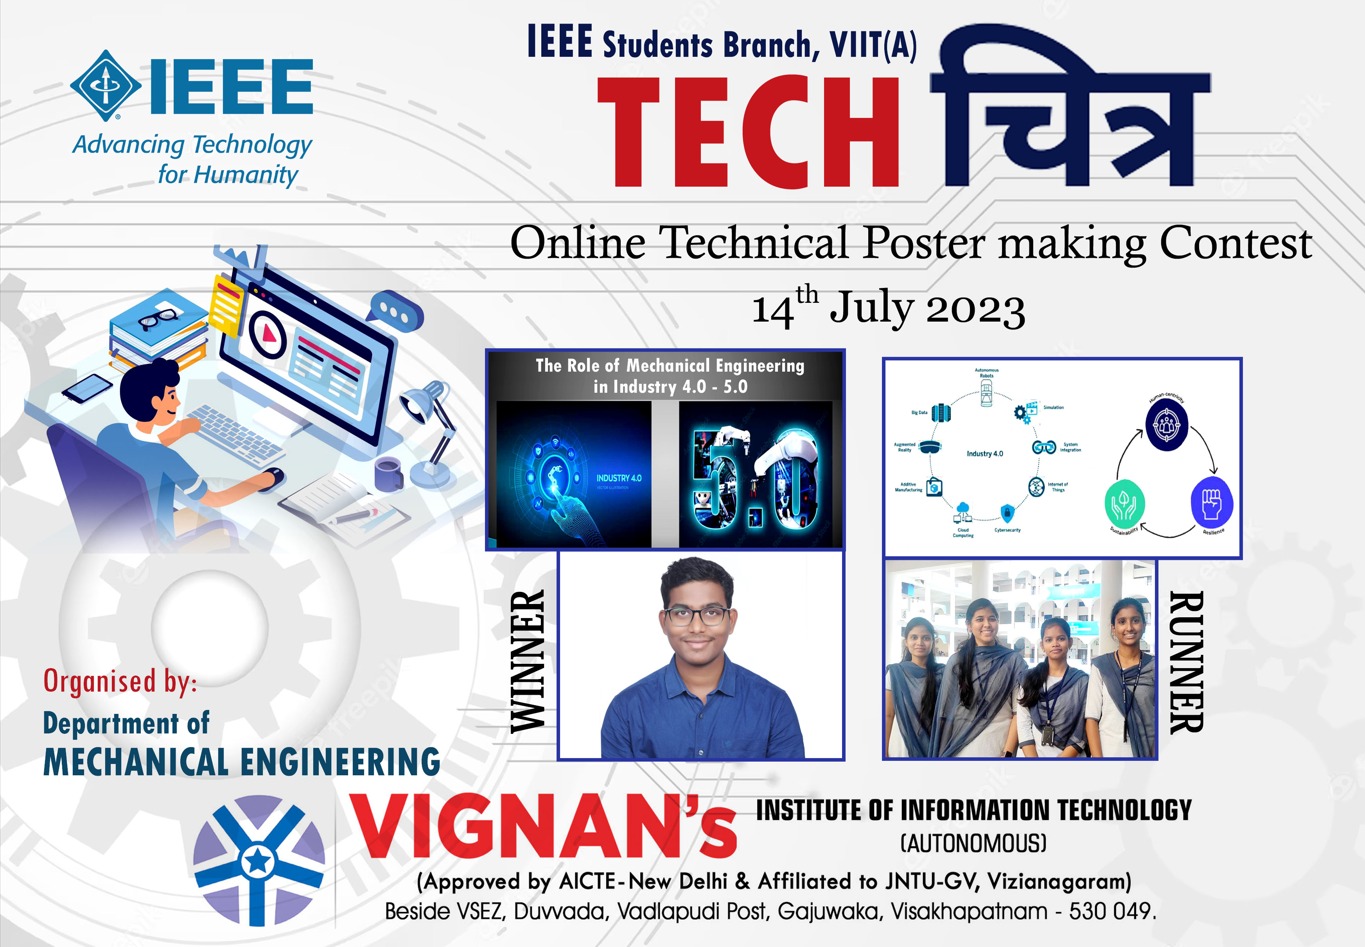 IEEE
Advancing Technology
for Humanity
IEEE Students Branch, VIIT(A)
TECH चित्र
Online Technical Poster making Contest
14th July 2023
The Role of Mechanical Engineering
in Industry 4.0 - 5.0
INDUSTRY 4.0
5.0
Autonomous
Robots
Big Data
Simulation
Augmented
Reality
Industry 4.0
System
Integration
Additive
Manufacturing
Internet of
Things
Cloud
Computing
Cybersecurity
Human-centricity
Sustainability
Resilience
WINNER
RUNNER
Organised by:
Department of
MECHANICAL ENGINEERING
VIGNAN's INSTITUTE OF INFORMATION TECHNOLOGY
(AUTONOMOUS)
(Approved by AICTE-New Delhi & Affiliated to JNTU-GV, Vizianagaram)
Beside VSEZ, Duvvada, Vadlapudi Post, Gajuwaka, Visakhapatnam - 530 049.